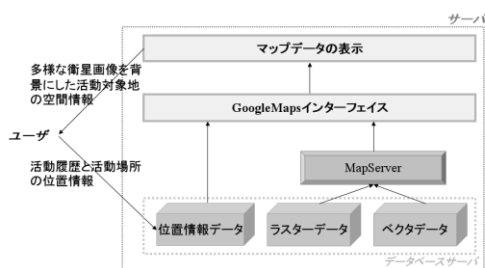 サーバ
マップデータの表示
多様な衛星画像を背
景にした活動対象地
の空間情報
GoogleMapsインターフェイス
ユーザ
活動履歴と活動場所
の位置情報
MapServer
位置情報データ
ラスターデータ
ベクタデータ
データベースサーバ